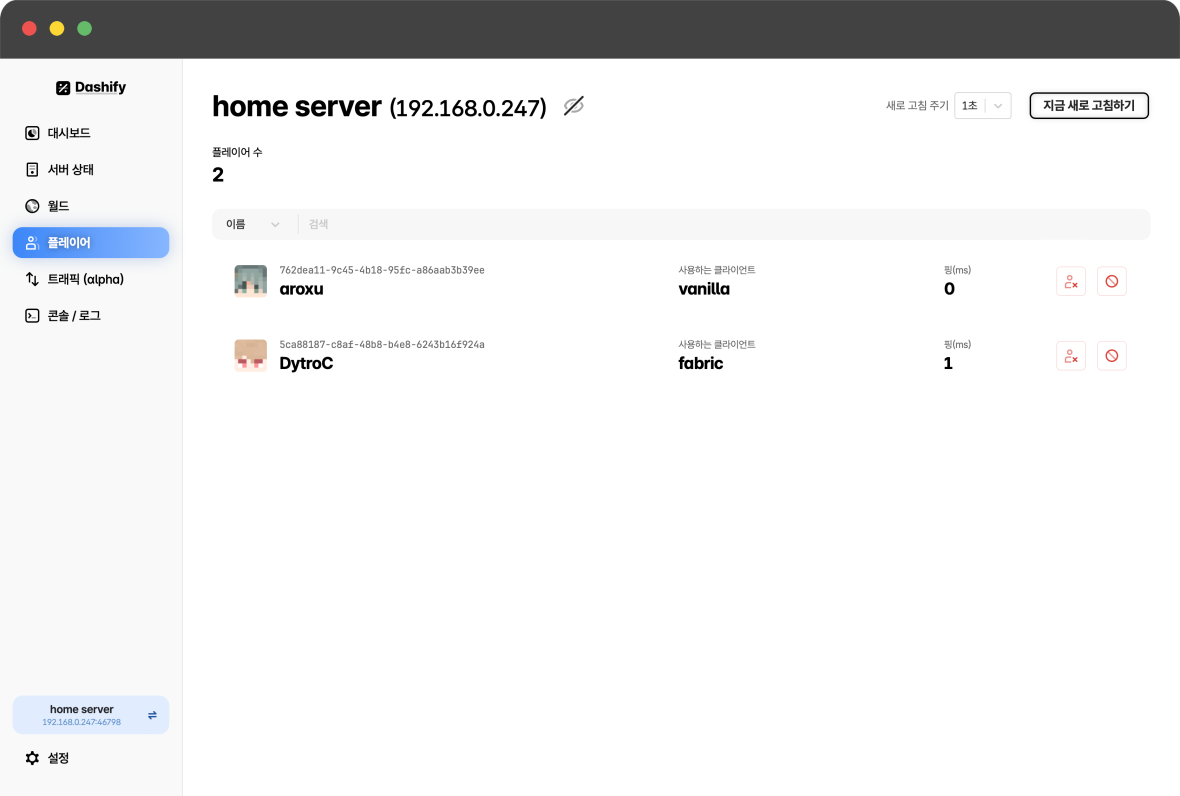 Dashify
대시보드
서버 상태
월드
플레이어
트래픽 (alpha)
콘솔 / 로그
home server
192.168.0.247:46798
설정
home server (192.168.0.247)
새로 고침 주기
1초
지금 새로 고침하기
플레이어 수
2
이름
검색
762dea11-9c45-4b18-95fc-a86aab3b39ee
aroxu
사용하는 클라이언트
vanilla
핑(ms)
0
5ca88187-c8af-48b8-b4e8-6243b16f924a
DytroC
사용하는 클라이언트
fabric
핑(ms)
1